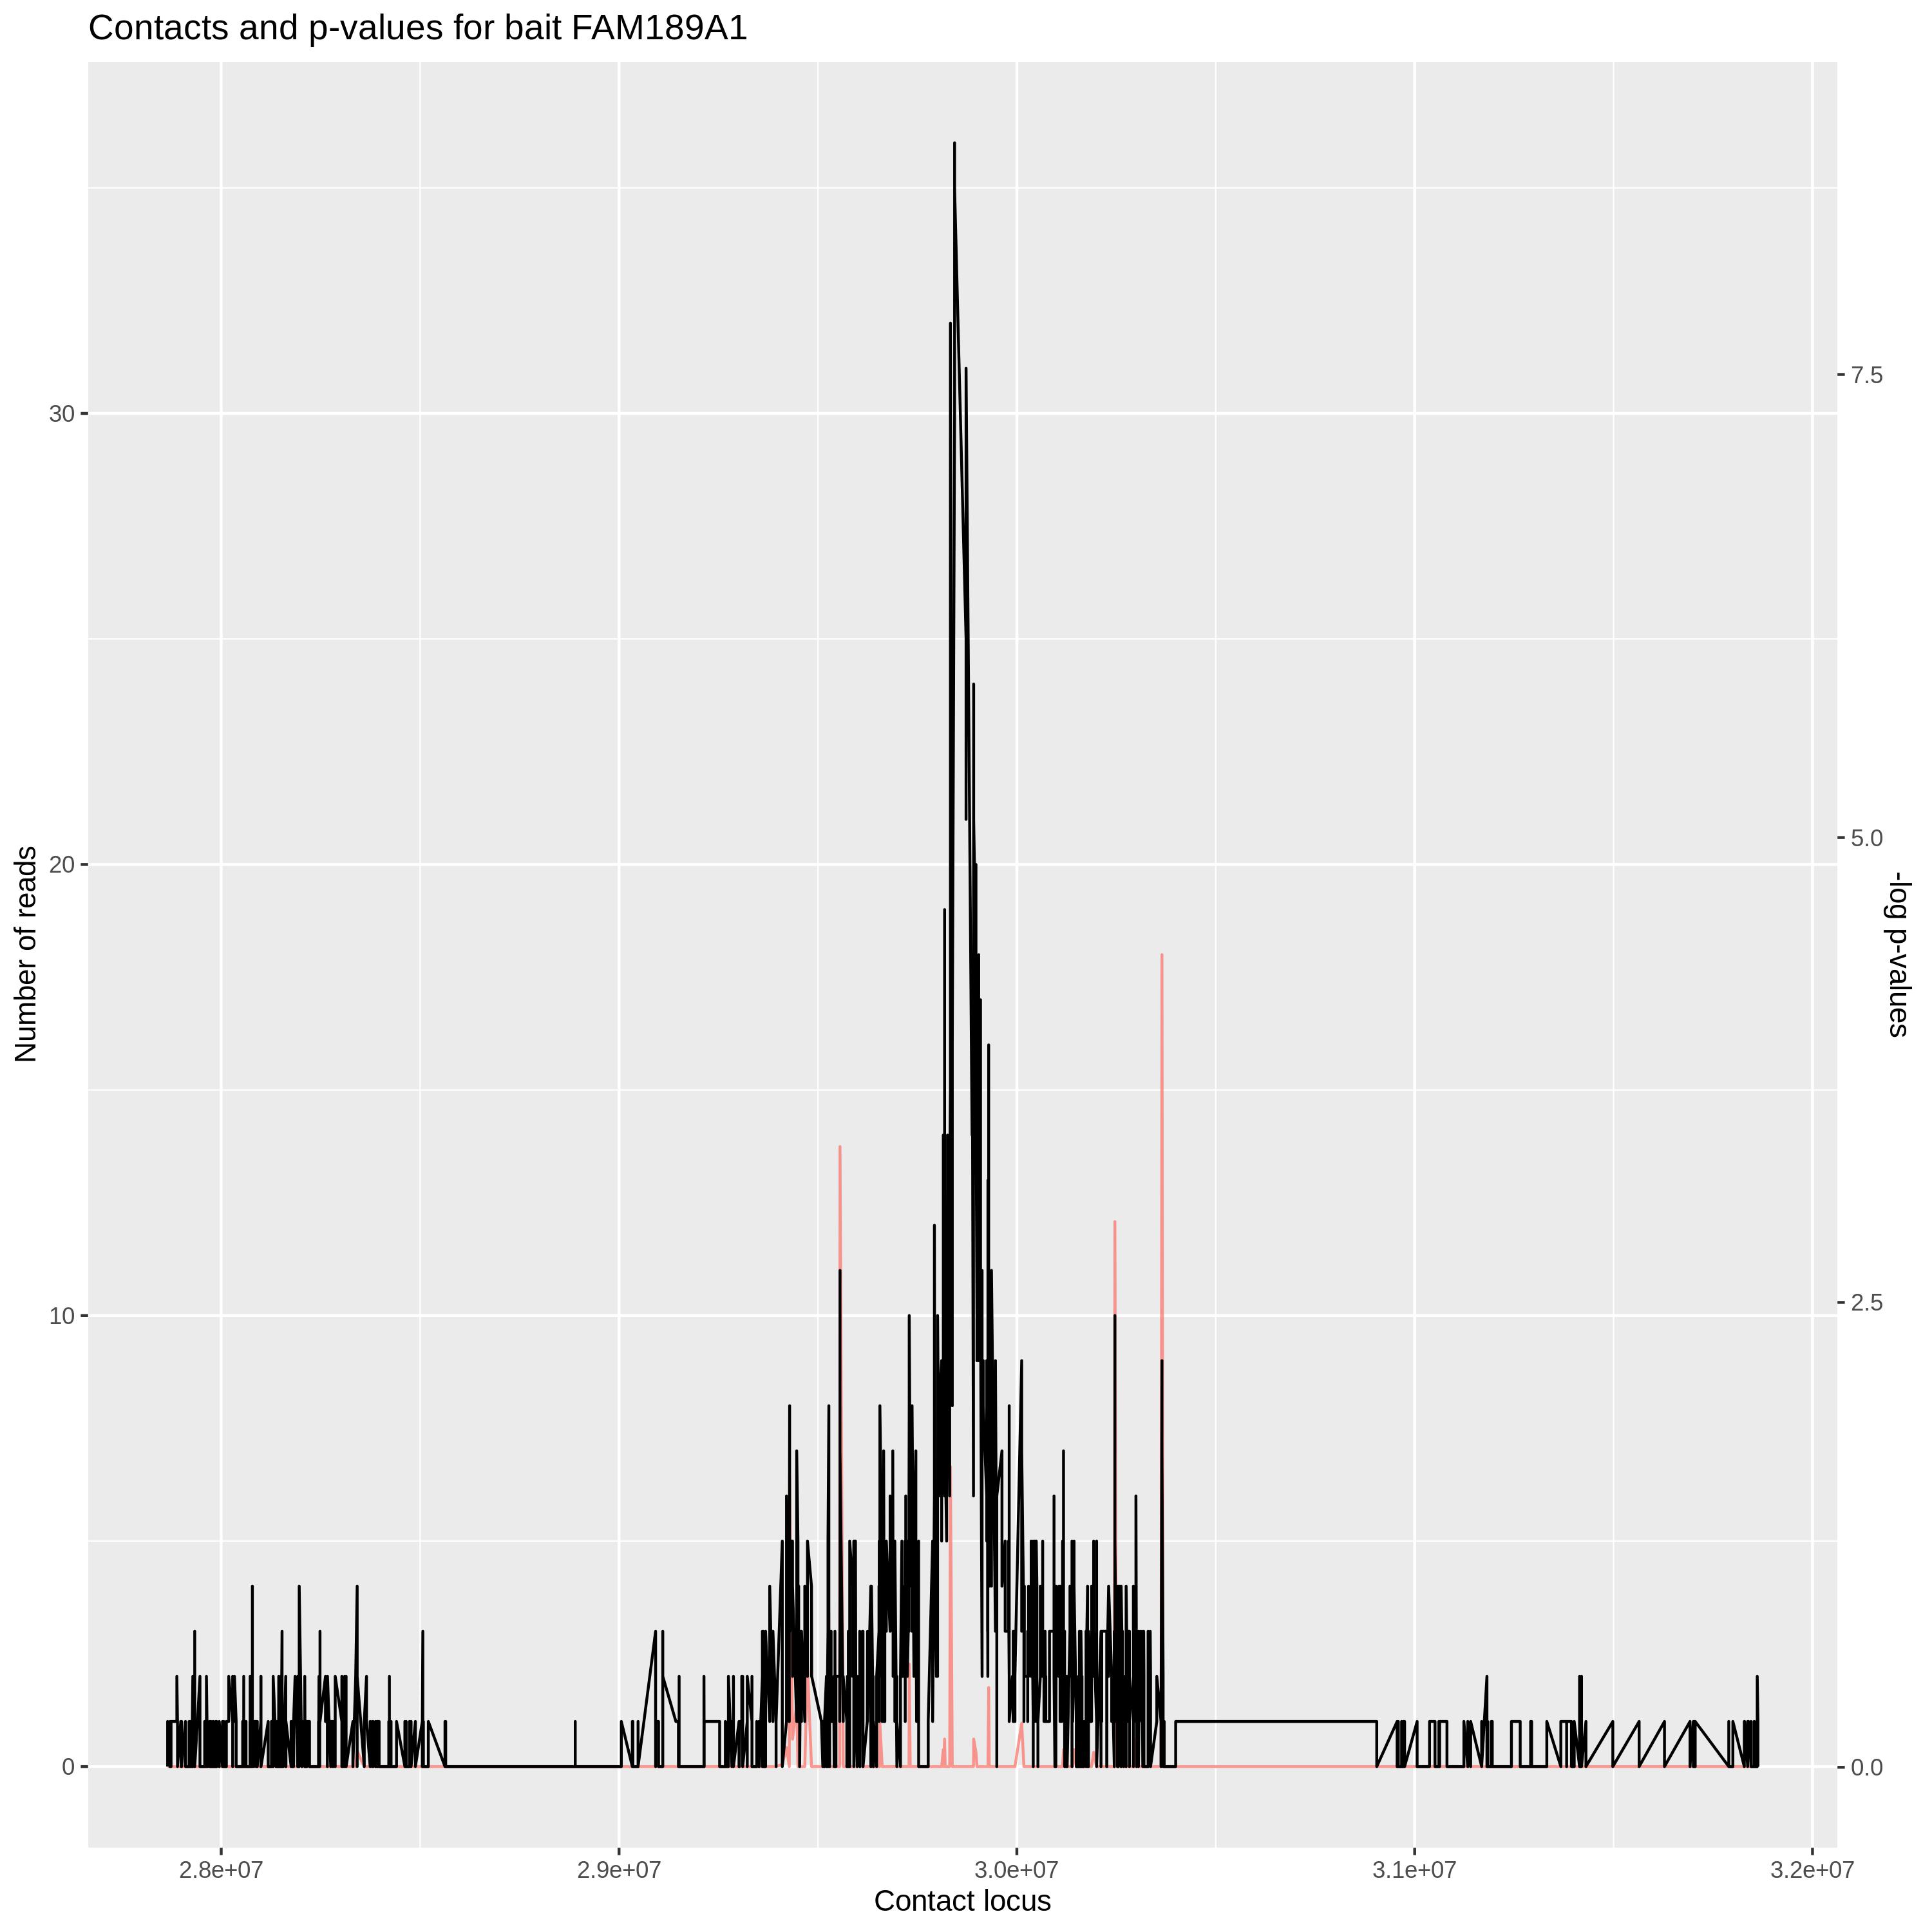 Contacts and p-values for bait FAM189A1
Number of reads
30
20
10
0
7.5
5.0
2.5
0.0
-log p-values
2.8e+07
2.9e+07
3.0e+07
3.1e+07
3.2e+07
Contact locus